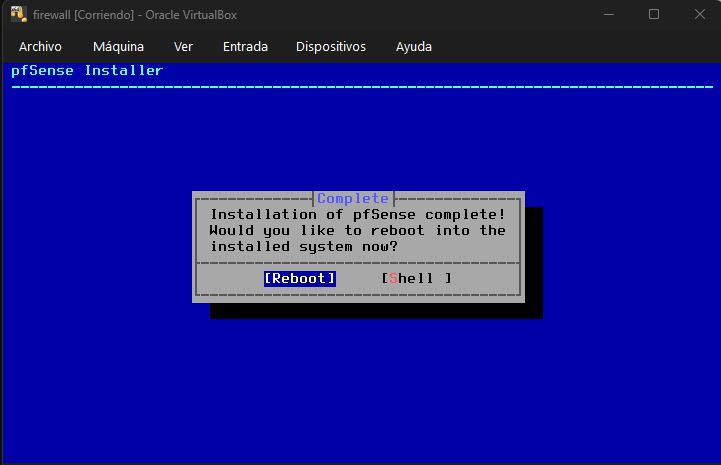 firewall [Corriendo] - Oracle VirtualBox
Archivo Máquina Ver Entrada Dispositivos Ayuda
pfSense Installer
Complete
Installation of pfSense complete!
Would you like to reboot into the
installed system now?
[Reboot] [Shell ]